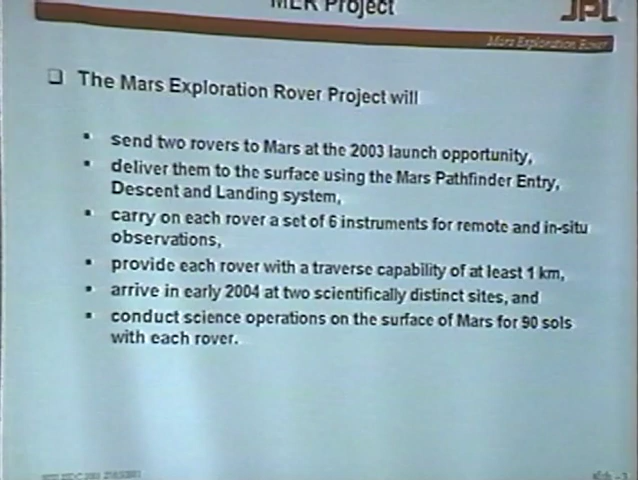 MER Project
JPL
Mars Exploration Rover
The Mars Exploration Rover Project will
send two rovers to Mars at the 2003 launch opportunity,
deliver them to the surface using the Mars Pathfinder Entry,
Descent and Landing system,
carry on each rover a set of 6 instruments for remote and in-situ
observations,
provide each rover with a traverse capability of at least 1 km,
arrive in early 2004 at two scientifically distinct sites, and
conduct science operations on the surface of Mars for 90 sols
with each rover.